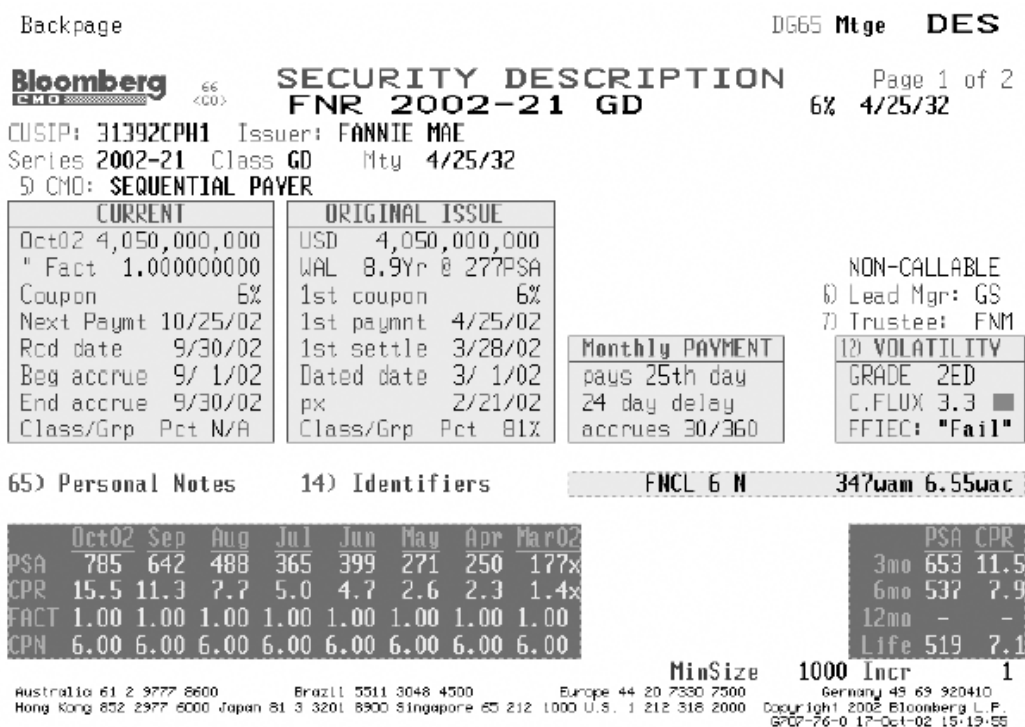 Backpage DG65 Mtge DES
Bloomberg 66 SECURITY DESCRIPTION Page 1 of 2
CMO <GO> FNR 2002-21 GD 6% 4/25/32
CUSIP: 31392CPH1 Issuer: FANNIE MAE
Series 2002-21 Class GD Mty 4/25/32
5) CMO: SEQUENTIAL PAYER
CURRENT ORIGINAL ISSUE
Oct02 4,050,000,000 USD 4,050,000,000
" Fact 1.000000000 WAL 8.9Yr @ 277PSA NON-CALLABLE
Coupon 6% 1st coupon 6% 6) Lead Mgr: GS
Next Paymt 10/25/02 1st paymnt 4/25/02 7) Trustee: FNM
Rcd date 9/30/02 1st settle 3/28/02 Monthly PAYMENT 12) VOLATILITY
Beg accrue 9/ 1/02 Dated date 3/ 1/02 pays 25th day GRADE 2ED
End accrue 9/30/02 px 2/21/02 24 day delay C.FLUX 3.3
Class/Grp Pct N/A Class/Grp Pct 81% accrues 30/360 FFIEC: "Fail"
65) Personal Notes 14) Identifiers FNCL 6 N 347wam 6.55wac
Oct02 Sep Aug Jul Jun May Apr Mar02 PSA CPR
PSA 785 642 488 365 399 271 250 177x 3mo 653 11.5
CPR 15.5 11.3 7.7 5.0 4.7 2.6 2.3 1.4x 6mo 537 7.9
FACT 1.00 1.00 1.00 1.00 1.00 1.00 1.00 1.00 12mo - -
CPN 6.00 6.00 6.00 6.00 6.00 6.00 6.00 6.00 Life 519 7.1
MinSize 1000 Incr 1
Australia 61 2 9777 8600 Brazil 5511 3048 4500 Europe 44 20 7330 7500 Germany 49 69 920410
Hong Kong 852 2977 6000 Japan 81 3 3201 8900 Singapore 65 212 1000 U.S. 1 212 318 2000 Copyright 2002 Bloomberg L.P.
G707-76-0 17-Oct-02 15:19:55